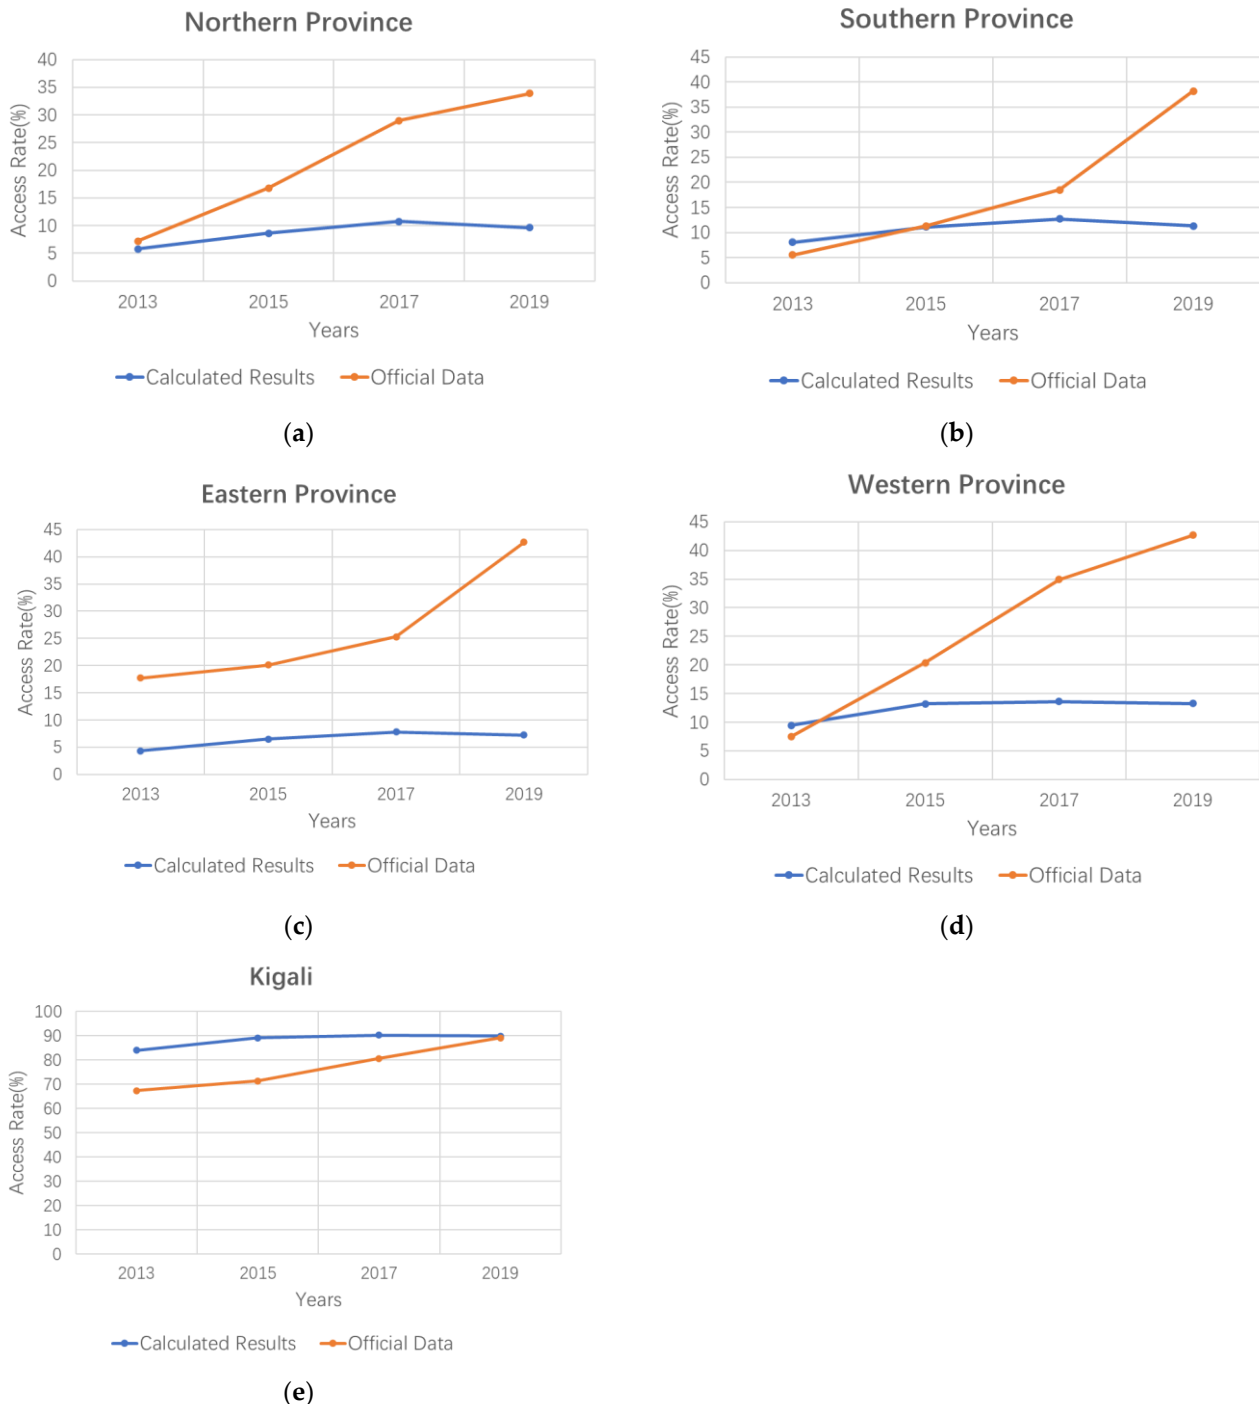 Northern Province
40
35
30
25
20
15
10
5
0
Access Rate(%)
2013 2015 2017 2019
Years
Calculated Results Official Data
(a)
Southern Province
45
40
35
30
25
20
15
10
5
0
Access Rate(%)
2013 2015 2017 2019
Years
Calculated Results Official Data
(b)
Eastern Province
45
40
35
30
25
20
15
10
5
0
Access Rate(%)
2013 2015 2017 2019
Years
Calculated Results Official Data
(c)
Western Province
45
40
35
30
25
20
15
10
5
0
Access Rate(%)
2013 2015 2017 2019
Years
Calculated Results Official Data
(d)
Kigali
100
90
80
70
60
50
40
30
20
10
0
Access Rate(%)
2013 2015 2017 2019
Years
Calculated Results Official Data
(e)